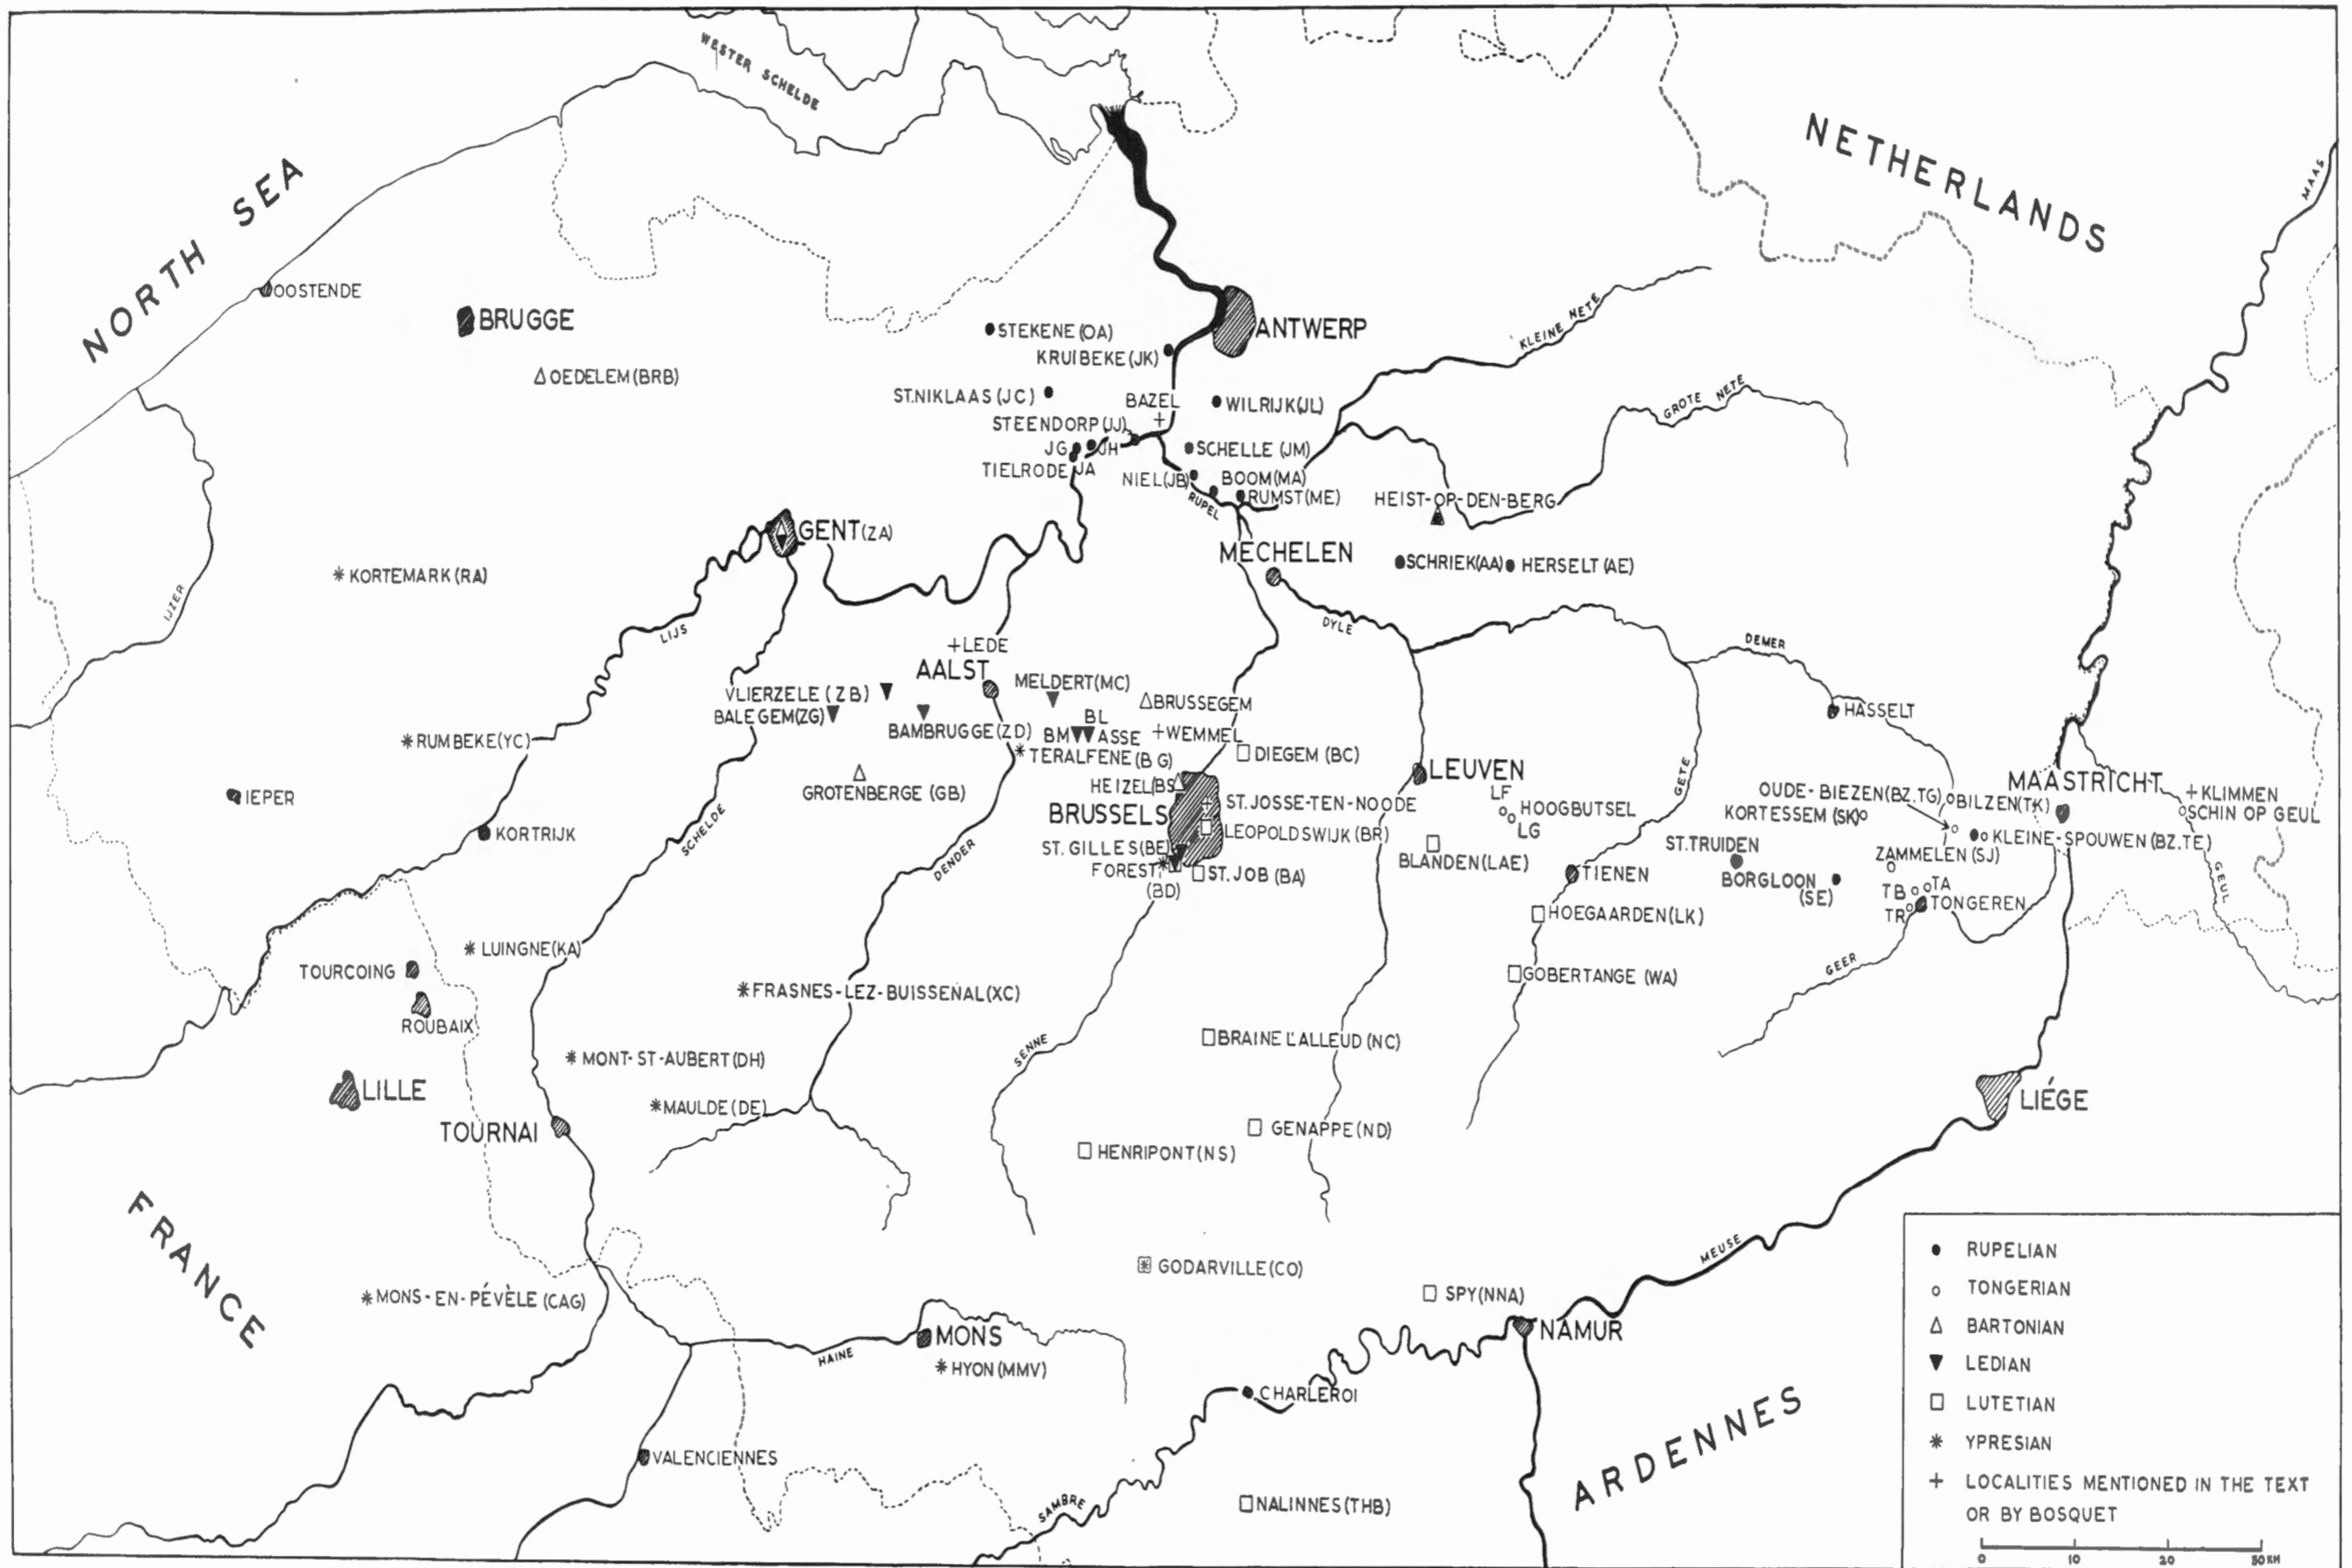 WESTER SCHELDE
NORTH SEA
NETHERLANDS
MAAS
OOSTENDE
BRUGGE
OEDELEM (BRB)
STEKENE (OA)
KRUIBEKE (JK)
ANTWERP
KLEINE NETE
ST.NIKLAAS (JC)
BAZEL
WILRIJK (JL)
GROTE NETE
STEENDORP (JJ)
JG
JH
SCHELLE (JM)
TIELRODE JA
NIEL (JB)
BOOM (MA)
RUPEL
RUMST (ME)
HEIST-OP-DEN-BERG
GENT (ZA)
MECHELEN
SCHRIEK (AA)
HERSELT (AE)
KORTEMARK (RA)
IJZER
LIJS
DYLE
DEMER
LEDE
AALST
MELDERT (MC)
VLIERZELE (ZB)
BALEGEM (ZG)
BAMBRUGGE (ZD)
BRUSSEGEM
BL
BM
ASSE
WEMMEL
HASSELT
RUMBEKE (YC)
TERALFENE (BG)
DIEGEM (BC)
GROTENBERGE (GB)
HEIZEL (BS)
LEUVEN
GETE
IEPER
BRUSSELS
ST.JOSSE-TEN-NOODE
LF
HOOGBUTSEL
LG
OUDE-BIEZEN (BZ.TG)
BILZEN (TK)
MAASTRICHT
KLIMMEN
SCHIN OP GEUL
KORTESSEM (SK)
KORTRIJK
SCHELDE
DENDER
LEOPOLDSWIJK (BR)
ST. GILLES (BE)
FOREST
(BD)
ST.JOB (BA)
BLANDEN (LAE)
TIENEN
ST.TRUIDEN
KLEINE-SPOUWEN (BZ.TE)
ZAMMELEN (SJ)
BORGLOON
(SE)
TB
TA
TR
TONGEREN
GEUL
HOEGAARDEN (LK)
LUINGNE (KA)
TOURCOING
ROUBAIX
FRASNES-LEZ-BUISSENAL (XC)
GOBERTANGE (WA)
GEER
SENNE
BRAINE L'ALLEUD (NC)
MONT-ST-AUBERT (DH)
LILLE
MAULDE (DE)
TOURNAI
GENAPPE (ND)
HENRIPONT (NS)
LIÉGE
FRANCE
MEUSE
GODARVILLE (CO)
SPY (NNA)
MONS-EN-PÉVÈLE (CAG)
MONS
HAINE
HYON (MMV)
NAMUR
CHARLEROI
VALENCIENNES
SAMBRE
NALINNES (THB)
ARDENNES
RUPELIAN
TONGERIAN
BARTONIAN
LEDIAN
LUTETIAN
YPRESIAN
LOCALITIES MENTIONED IN THE TEXT
OR BY BOSQUET
0 10 20 30 KM